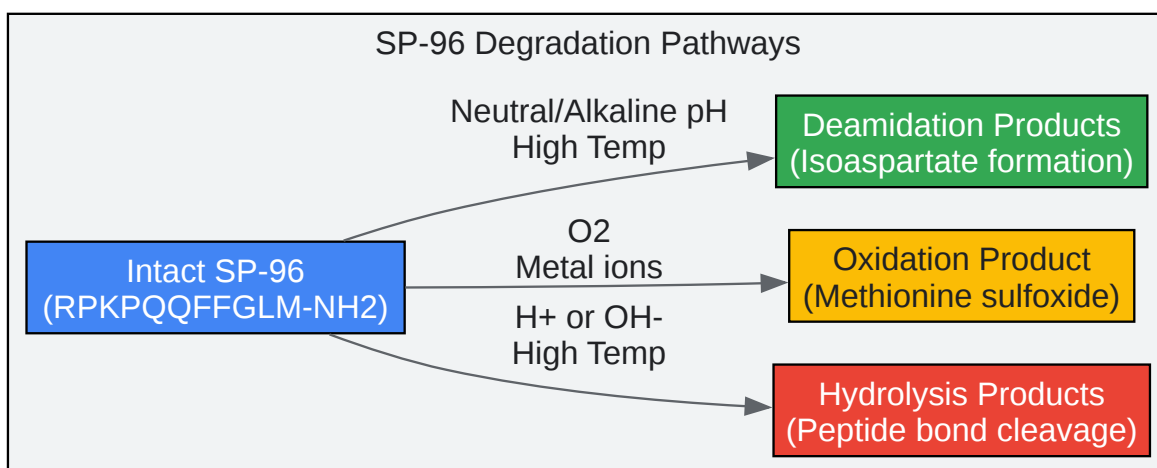 SP-96 Degradation Pathways
Neutral/Alkaline pH
High Temp
Deamidation Products
(Isoaspartate formation)
Intact SP-96
(RPKPQQFFGLM-NH2)
O2
Metal ions
Oxidation Product
(Methionine sulfoxide)
H+ or OH-
High Temp
Hydrolysis Products
(Peptide bond cleavage)